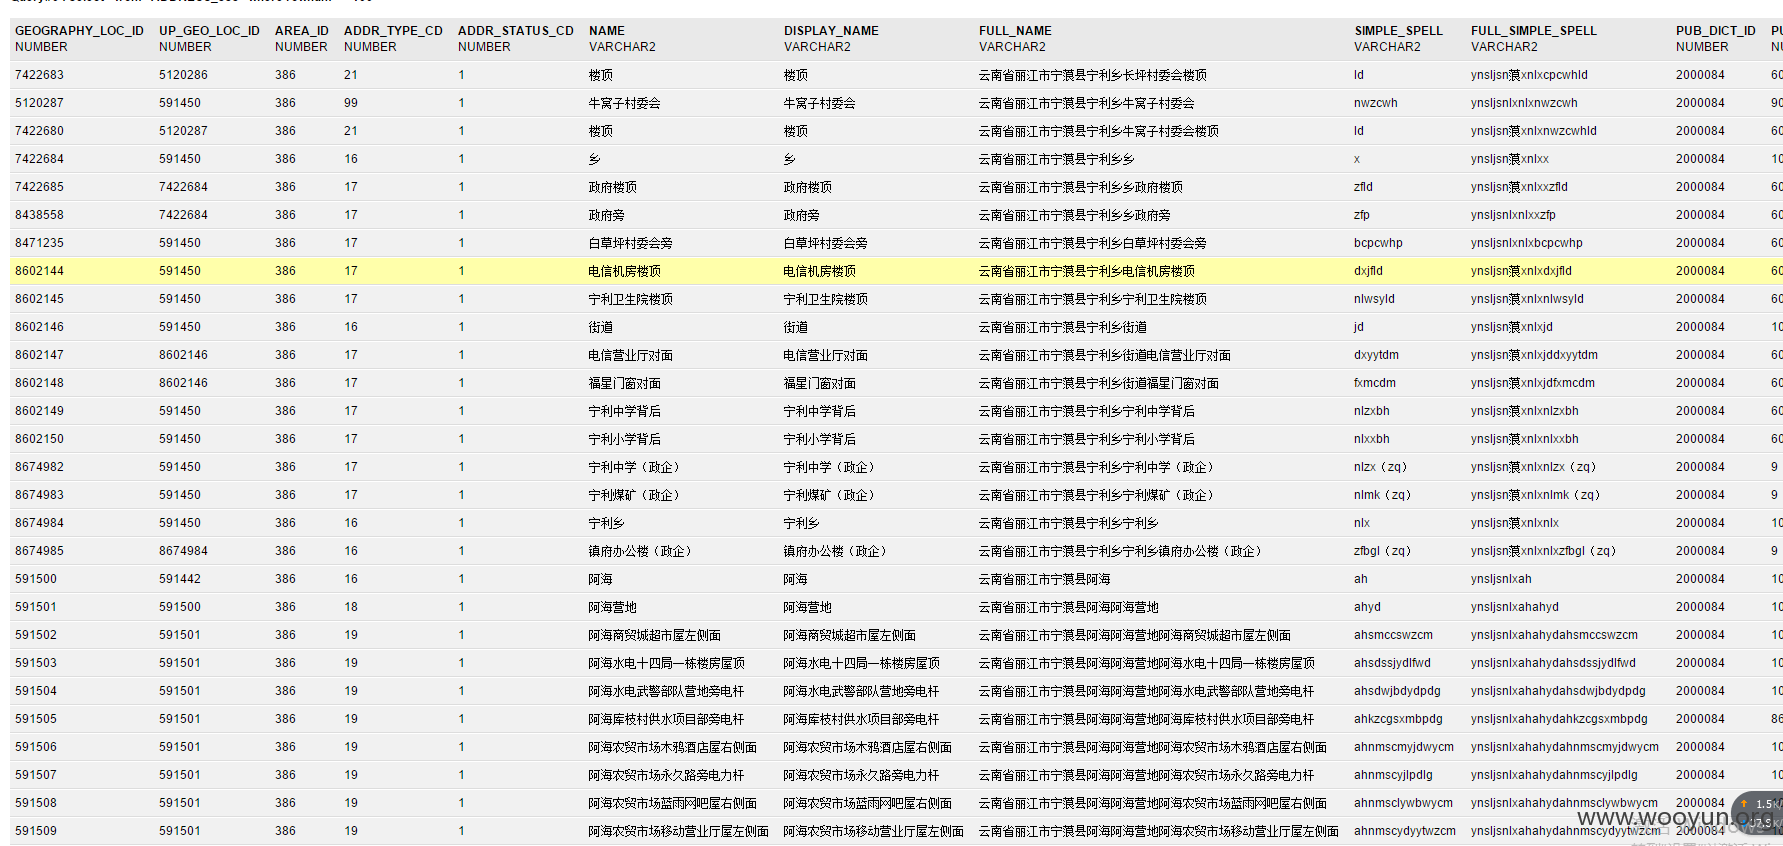 GEOGRAPHY_LOC_ID UP_GEO_LOC_ID AREA_ID ADDR_TYPE_CD ADDR_STATUS_CD NAME DISPLAY_NAME FULL_NAME SIMPLE_SPELL FULL_SIMPLE_SPELL PUB_DICT_ID
NUMBER NUMBER NUMBER NUMBER NUMBER VARCHAR2 VARCHAR2 VARCHAR2 VARCHAR2 VARCHAR2 NUMBER
7422683 5120286 386 21 1 楼顶 楼顶 云南省丽江市宁蒗县宁利乡长坪村委会楼顶 ld ynsljsn蒗xnlxcpcwhld 2000084 60
5120287 591450 386 99 1 牛窝子村委会 牛窝子村委会 云南省丽江市宁蒗县宁利乡牛窝子村委会 nwzcwh ynsljsnlxnlxnwzcwh 2000084 90
7422680 5120287 386 21 1 楼顶 楼顶 云南省丽江市宁蒗县宁利乡牛窝子村委会楼顶 ld ynsljsn蒗xnlxnwzcwhld 2000084 60
7422684 591450 386 16 1 乡 乡 云南省丽江市宁蒗县宁利乡乡 x ynsljsn蒗xnlxx 2000084 10
7422685 7422684 386 17 1 政府楼顶 政府楼顶 云南省丽江市宁蒗县宁利乡乡政府楼顶 zfld ynsljsn蒗xnlxxzfld 2000084 60
8438558 7422684 386 17 1 政府旁 政府旁 云南省丽江市宁蒗县宁利乡乡政府旁 zfp ynsljsnlxnlxxzfp 2000084 60
8471235 591450 386 17 1 白草坪村委会旁 白草坪村委会旁 云南省丽江市宁蒗县宁利乡白草坪村委会旁 bcpcwhp ynsljsnlxnlxbcpcwhp 2000084 60
8602144 591450 386 17 1 电信机房楼顶 电信机房楼顶 云南省丽江市宁蒗县宁利乡电信机房楼顶 dxjfld ynsljsn蒗xnlxdxjfld 2000084 60
8602145 591450 386 17 1 宁利卫生院楼顶 宁利卫生院楼顶 云南省丽江市宁蒗县宁利乡宁利卫生院楼顶 nlwsyld ynsljsn蒗xnlxnlwsyld 2000084 60
8602146 591450 386 16 1 街道 街道 云南省丽江市宁蒗县宁利乡街道 jd ynsljsn蒗xnlxjd 2000084 10
8602147 8602146 386 17 1 电信营业厅对面 电信营业厅对面 云南省丽江市宁蒗县宁利乡街道电信营业厅对面 dxyytdm ynsljsn蒗xnlxjddxyytdm 2000084 60
8602148 8602146 386 17 1 福星门窗对面 福星门窗对面 云南省丽江市宁蒗县宁利乡街道福星门窗对面 fxmcdm ynsljsn蒗xnlxjdfxmcdm 2000084 60
8602149 591450 386 17 1 宁利中学背后 宁利中学背后 云南省丽江市宁蒗县宁利乡宁利中学背后 nlzxbh ynsljsn蒗xnlxnlzxbh 2000084 60
8602150 591450 386 17 1 宁利小学背后 宁利小学背后 云南省丽江市宁蒗县宁利乡宁利小学背后 nlxxbh ynsljsn蒗xnlxnlxxbh 2000084 60
8674982 591450 386 17 1 宁利中学（政企） 宁利中学（政企） 云南省丽江市宁蒗县宁利乡宁利中学（政企） nlzx（zq） ynsljsn蒗xnlxnlzx（zq） 2000084 9
8674983 591450 386 17 1 宁利煤矿（政企） 宁利煤矿（政企） 云南省丽江市宁蒗县宁利乡宁利煤矿（政企） nlmk（zq） ynsljsn蒗xnlxnlmk（zq） 2000084 9
8674984 591450 386 16 1 宁利乡 宁利乡 云南省丽江市宁蒗县宁利乡宁利乡 nlx ynsljsn蒗xnlxnlx 2000084 10
8674985 8674984 386 16 1 镇府办公楼（政企） 镇府办公楼（政企） 云南省丽江市宁蒗县宁利乡宁利乡镇府办公楼（政企） zfbgl（zq） ynsljsn蒗xnlxnlxzfbgl（zq） 2000084 9
591500 591442 386 16 1 阿海 阿海 云南省丽江市宁蒗县阿海 ah ynsljsnlxah 2000084 10
591501 591500 386 18 1 阿海营地 阿海营地 云南省丽江市宁蒗县阿海阿海营地 ahyd ynsljsnlxahahyd 2000084 10
591502 591501 386 19 1 阿海商贸城超市屋左侧面 阿海商贸城超市屋左侧面 云南省丽江市宁蒗县阿海阿海营地阿海商贸城超市屋左侧面 ahsmccswzcm ynsljsnlxahahydahsmccswzcm 2000084 10
591503 591501 386 19 1 阿海水电十四局一栋楼房屋顶 阿海水电十四局一栋楼房屋顶 云南省丽江市宁蒗县阿海阿海营地阿海水电十四局一栋楼房屋顶 ahsdssjydlfwd ynsljsnlxahahydahsdssjydlfwd 2000084 10
591504 591501 386 19 1 阿海水电武警部队营地旁电杆 阿海水电武警部队营地旁电杆 云南省丽江市宁蒗县阿海阿海营地阿海水电武警部队营地旁电杆 ahsdwjbdydpdg ynsljsnlxahahydahsdwjbdydpdg 2000084 10
591505 591501 386 19 1 阿海库枝村供水项目部旁电杆 阿海库枝村供水项目部旁电杆 云南省丽江市宁蒗县阿海阿海营地阿海库枝村供水项目部旁电杆 ahkzcgsxmbpdg ynsljsnlxahahydahkzcgsxmbpdg 2000084 86
591506 591501 386 19 1 阿海农贸市场木鸦酒店屋右侧面 阿海农贸市场木鸦酒店屋右侧面 云南省丽江市宁蒗县阿海阿海营地阿海农贸市场木鸦酒店屋右侧面 ahnmscmyjdwycm ynsljsnlxahahydahnmscmyjdwycm 2000084 10
591507 591501 386 19 1 阿海农贸市场永久路旁电力杆 阿海农贸市场永久路旁电力杆 云南省丽江市宁蒗县阿海阿海营地阿海农贸市场永久路旁电力杆 ahnmscyjlpdlg ynsljsnlxahahydahnmscyjlpdlg 2000084 10
591508 591501 386 19 1 阿海农贸市场蓝雨网吧屋右侧面 阿海农贸市场蓝雨网吧屋右侧面 云南省丽江市宁蒗县阿海阿海营地阿海农贸市场蓝雨网吧屋右侧面 ahnmsclywbwycm ynsljsnlxahahydahnmsclywbwycm 2000084
591509 591501 386 19 1 阿海农贸市场移动营业厅屋左侧面 阿海农贸市场移动营业厅屋左侧面 云南省丽江市宁蒗县阿海阿海营地阿海农贸市场移动营业厅屋左侧面 ahnmscydyytwzcm ynsljsnlxahahydahnmscydyytwzcm 2000084
www.wooyun.org